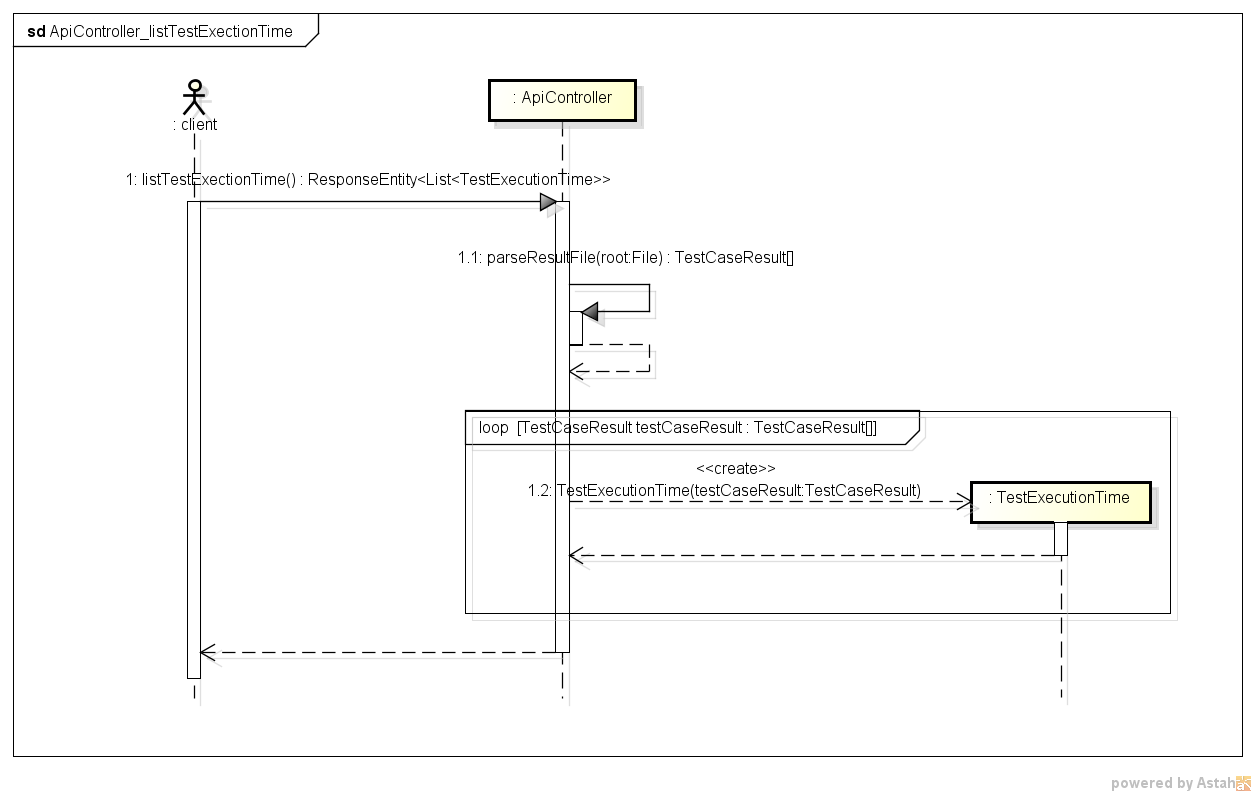 sd ApiController_listTestExectionTime
: client
: ApiController
1: listTestExectionTime() : ResponseEntity<List<TestExecutionTime>>
1.1: parseResultFile(root:File) : TestCaseResult[]
loop [TestCaseResult testCaseResult : TestCaseResult[]]
<<create>>
1.2: TestExecutionTime(testCaseResult:TestCaseResult)
: TestExecutionTime
powered by Astah